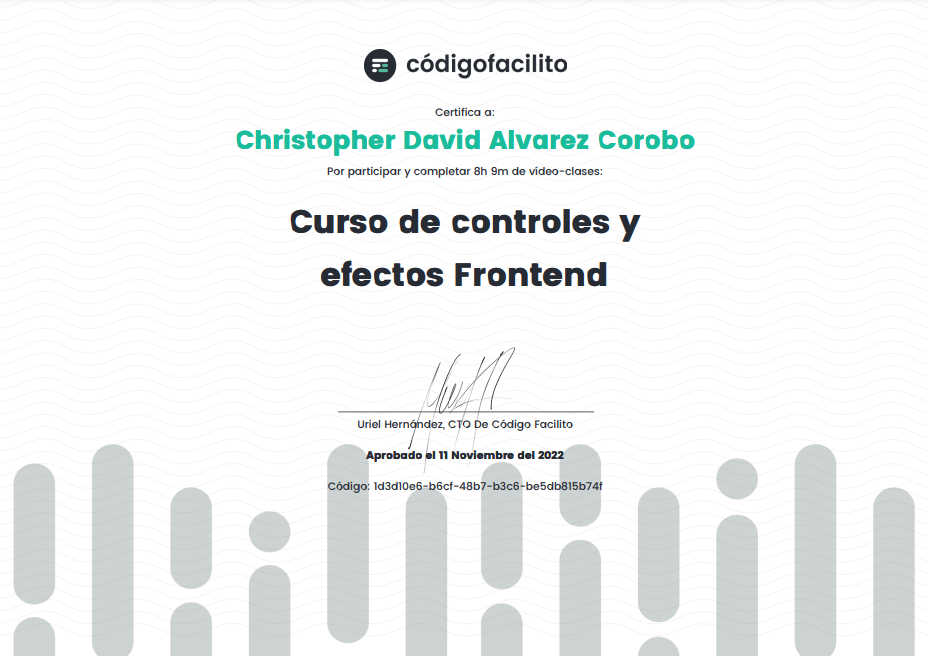 códigofacilito
Certifica a:
Christopher David Alvarez Corobo
Por participar y completar 8h 9m de vídeo-clases:
Curso de controles y
efectos Frontend
Uriel Hernández, CTO De Código Facilito
Aprobado el 11 Noviembre del 2022
Código: 1d3d10e6-b6cf-48b7-b3c6-be5db815b74f